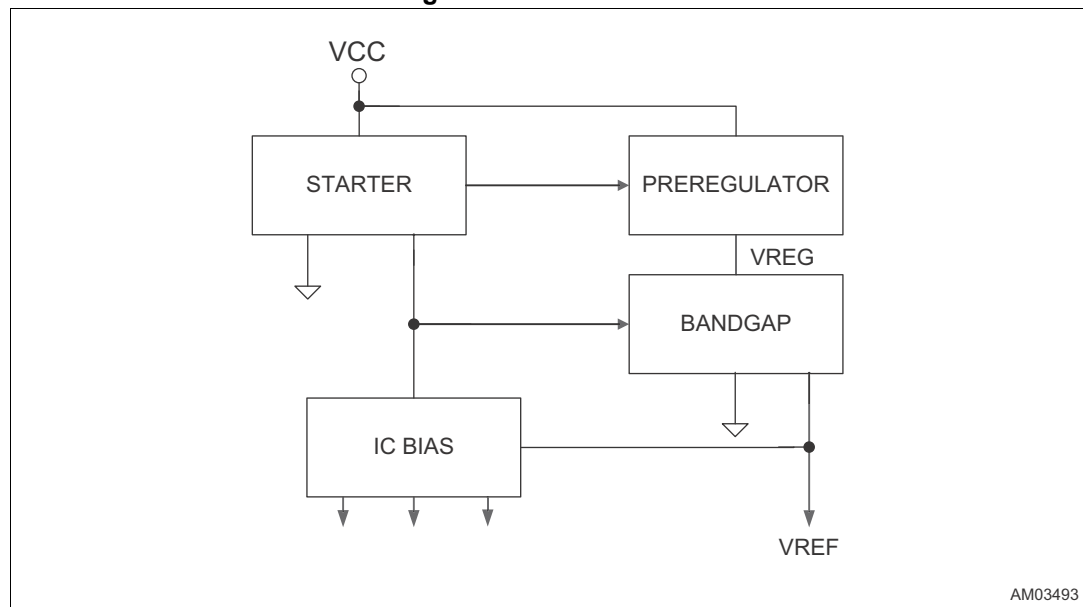 g
VCC
STARTER
PREREGULATOR
VREG
BANDGAP
IC BIAS
VREF
AM03493